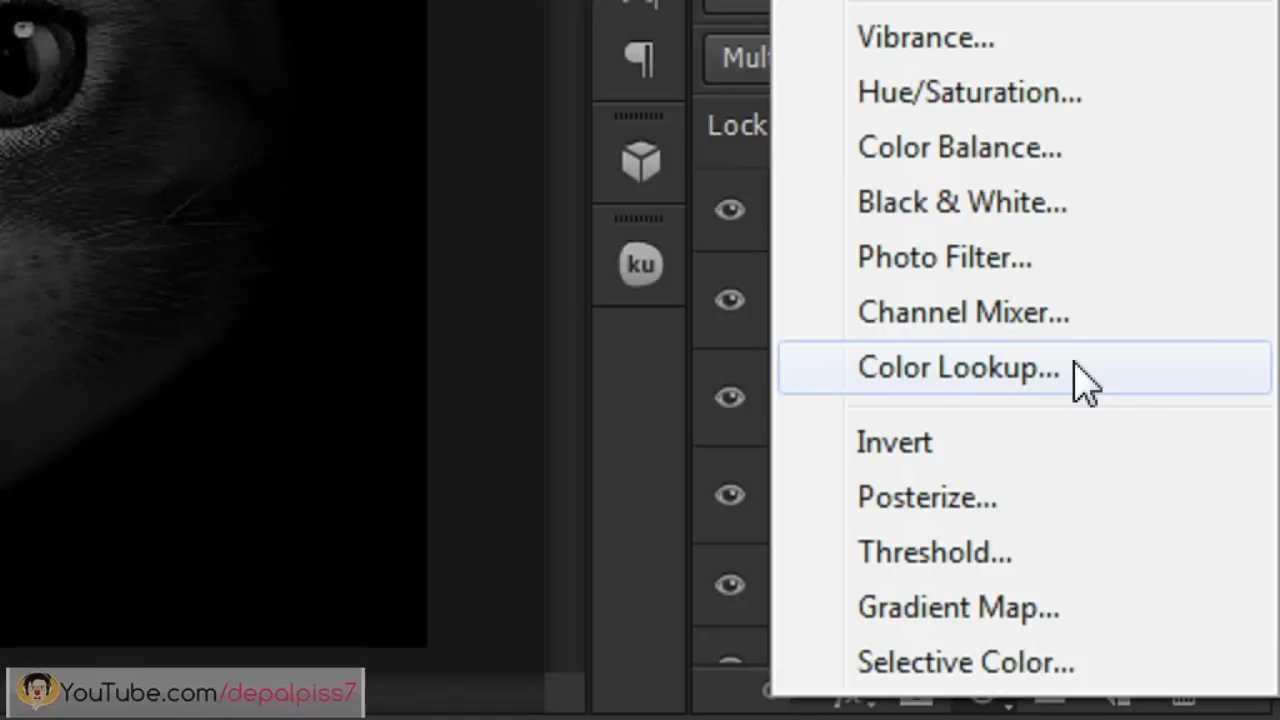 Vibrance...
Mul
Hue/Saturation...
Lock
Color Balance...
Black & White...
Photo Filter...
ku
Channel Mixer...
Color Lookup...
Invert
Posterize...
Threshold...
Gradient Map...
Selective Color...
YouTube.com/depalpiss7
fx